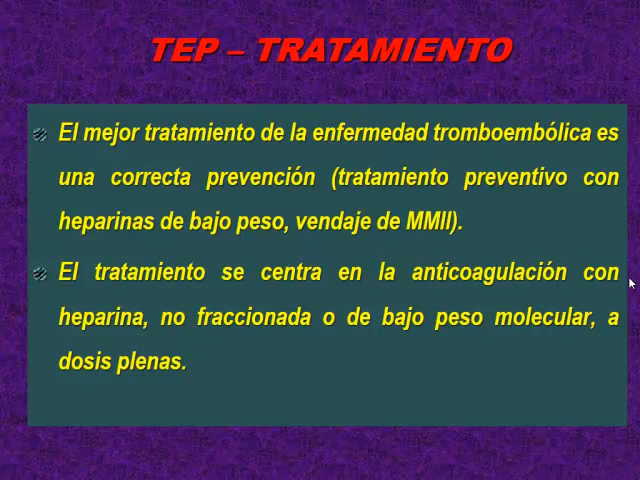 TEP – TRATAMIENTO
El mejor tratamiento de la enfermedad tromboembólica es
una correcta prevención (tratamiento preventivo con
heparinas de bajo peso, vendaje de MMII).
El tratamiento se centra en la anticoagulación con
heparina, no fraccionada o de bajo peso molecular, a
dosis plenas.